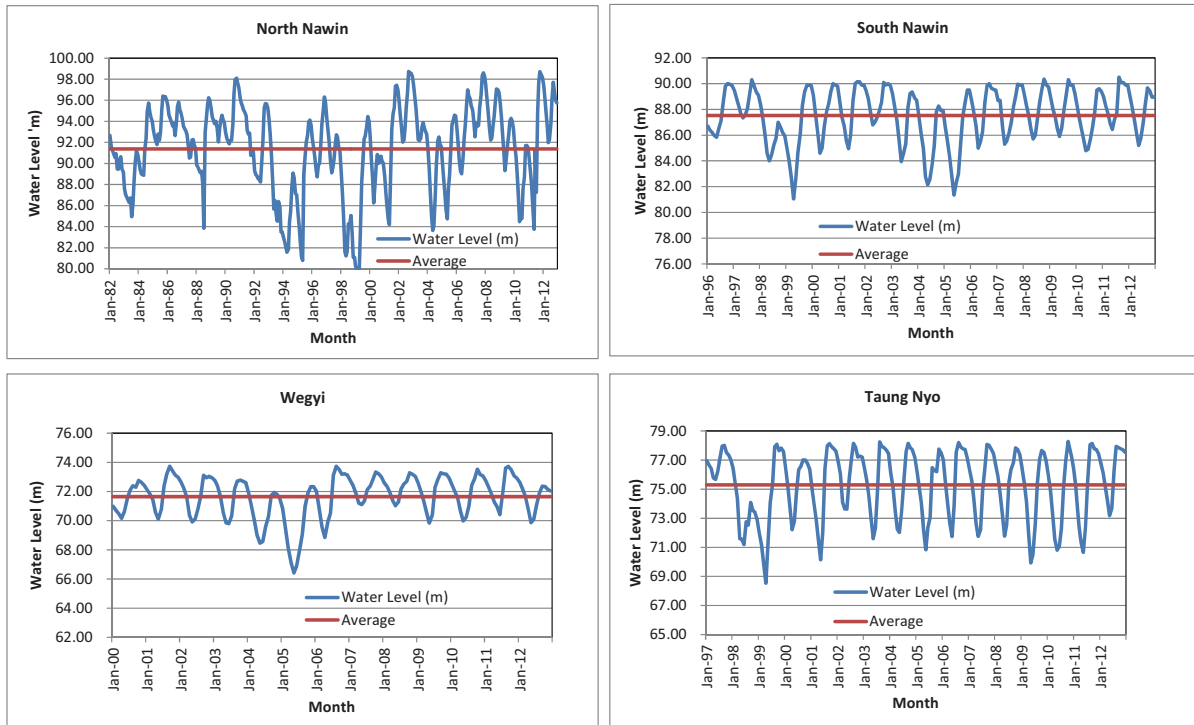 North Nawin
Water Level 'm)
100.00
98.00
96.00
94.00
92.00
90.00
88.00
86.00
84.00
82.00
80.00
Water Level (m)
Average
Jan-82
Jan-84
Jan-86
Jan-88
Jan-90
Jan-92
Jan-94
Jan-96
Jan-98
Jan-00
Jan-02
Jan-04
Jan-06
Jan-08
Jan-10
Jan-12
Month
South Nawin
Water Level (m)
92.00
90.00
88.00
86.00
84.00
82.00
80.00
78.00
76.00
Water Level (m)
Average
Jan-96
Jan-97
Jan-98
Jan-99
Jan-00
Jan-01
Jan-02
Jan-03
Jan-04
Jan-05
Jan-06
Jan-07
Jan-08
Jan-09
Jan-10
Jan-11
Jan-12
Month
Wegyi
Water Level (m)
76.00
74.00
72.00
70.00
68.00
66.00
64.00
62.00
Water Level (m)
Average
Jan-00
Jan-01
Jan-02
Jan-03
Jan-04
Jan-05
Jan-06
Jan-07
Jan-08
Jan-09
Jan-10
Jan-11
Jan-12
Month
Taung Nyo
Water Level (m)
79.00
77.00
75.00
73.00
71.00
69.00
67.00
65.00
Water Level (m)
Average
Jan-97
Jan-98
Jan-99
Jan-00
Jan-01
Jan-02
Jan-03
Jan-04
Jan-05
Jan-06
Jan-07
Jan-08
Jan-09
Jan-10
Jan-11
Jan-12
Month